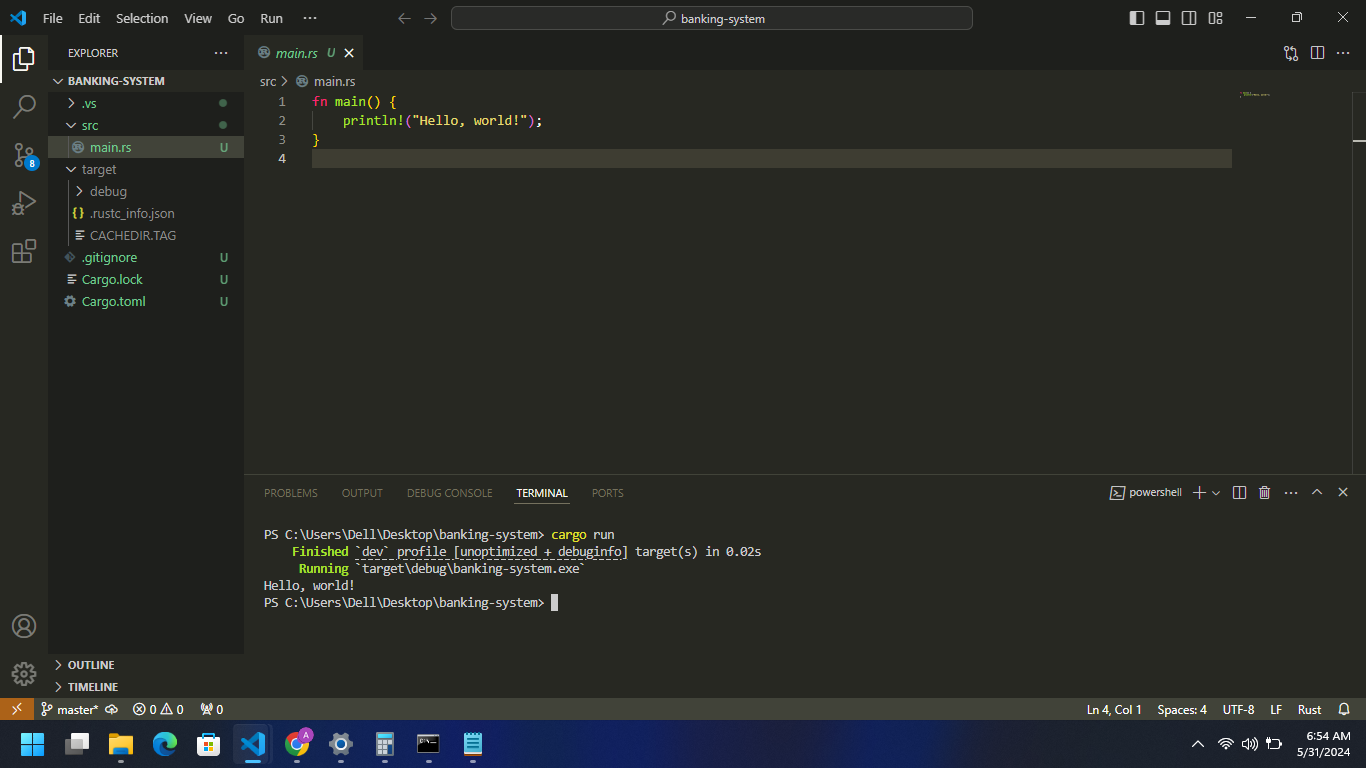 File Edit Selection View Go Run ···
banking-system
EXPLORER
BANKING-SYSTEM
.vs
src
main.rs U
target
debug
{} .rustc_info.json
CACHEDIR.TAG
.gitignore U
Cargo.lock U
Cargo.toml U
OUTLINE
TIMELINE
main.rs U
src > main.rs
1 fn main() {
2 println!("Hello, world!");
3 }
4
PROBLEMS OUTPUT DEBUG CONSOLE TERMINAL PORTS
powershell
PS C:\Users\Dell\Desktop\banking-system> cargo run
Finished `dev` profile [unoptimized + debuginfo] target(s) in 0.02s
Running `target\debug\banking-system.exe`
Hello, world!
PS C:\Users\Dell\Desktop\banking-system>
8
master* 0 0 0
Ln 4, Col 1 Spaces: 4 UTF-8 LF Rust
A
6:54 AM
5/31/2024